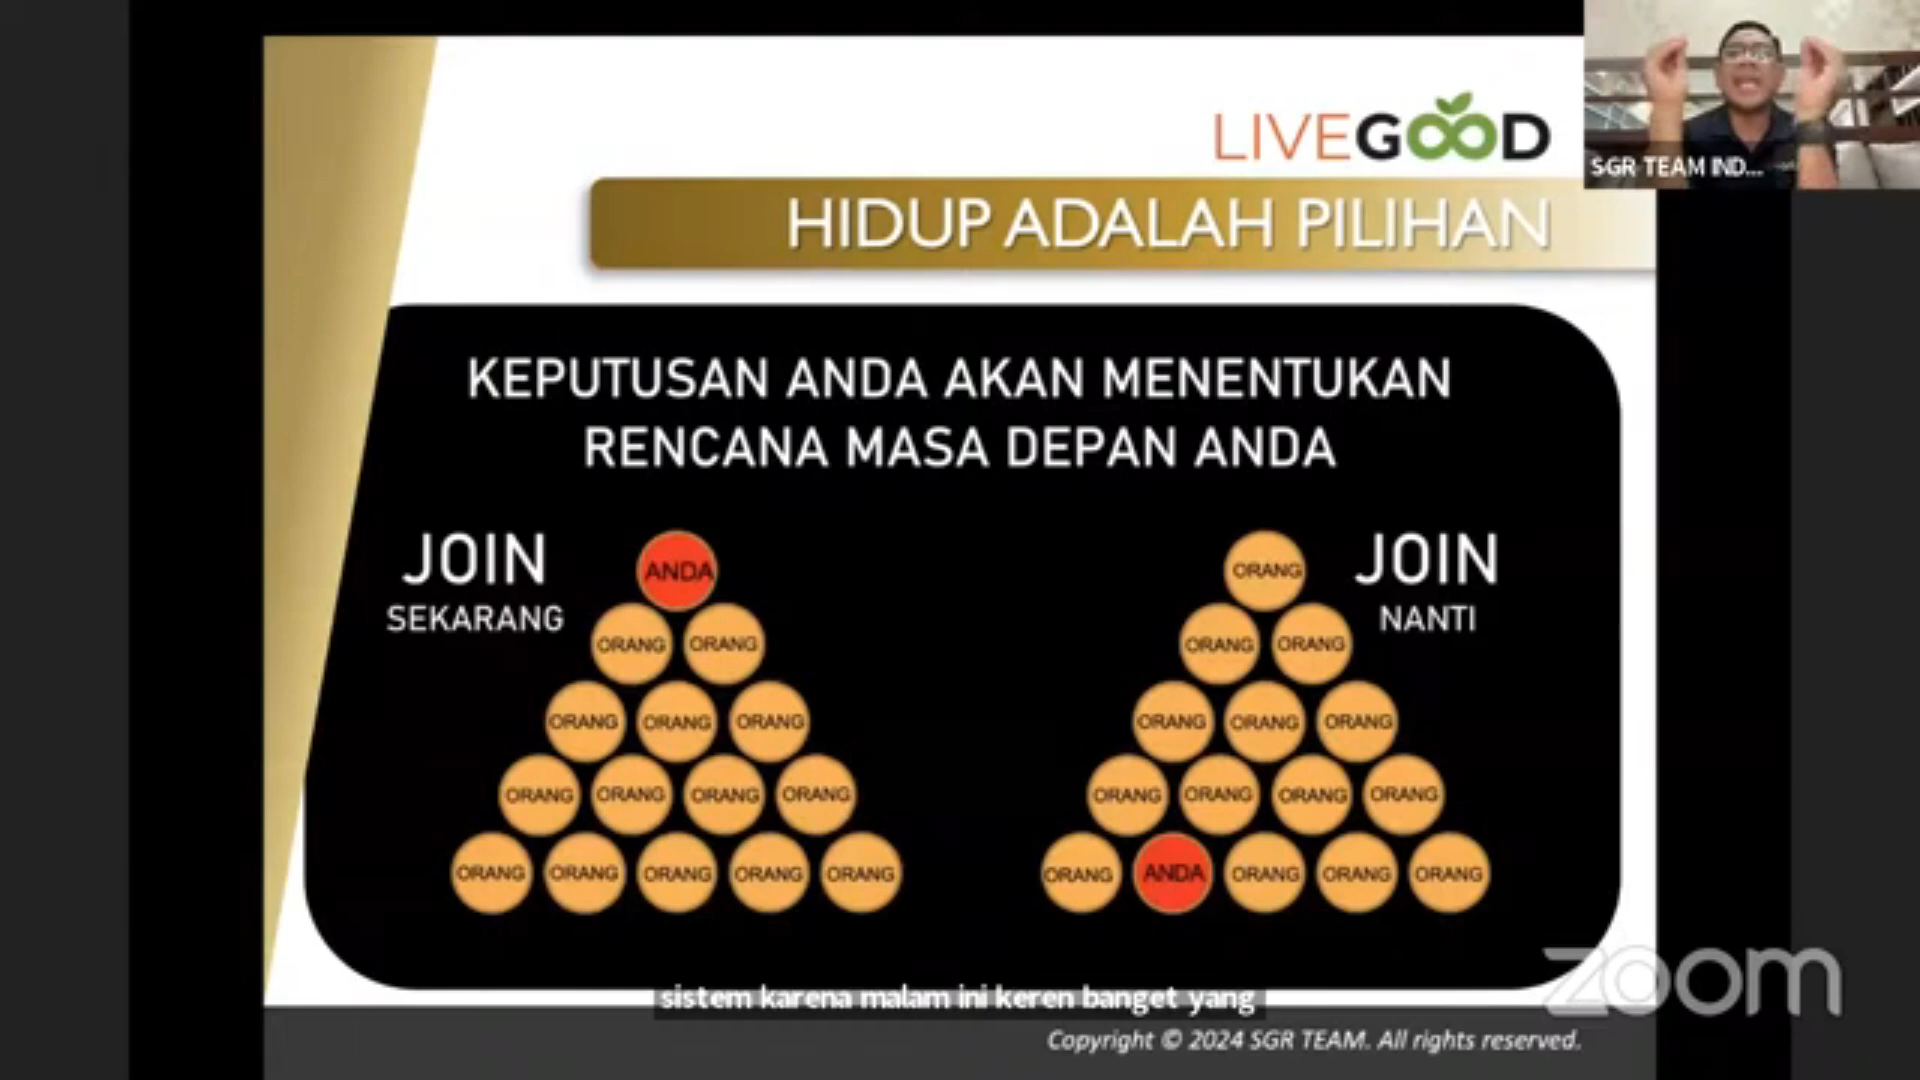 LIVEGOOD
SGR TEAM IND...
HIDUP ADALAH PILIHAN
KEPUTUSAN ANDA AKAN MENENTUKAN
RENCANA MASA DEPAN ANDA
JOIN
SEKARANG
ANDA
ORANG ORANG
ORANG ORANG ORANG
ORANG ORANG ORANG ORANG
ORANG ORANG ORANG ORANG ORANG
JOIN
NANTI
ORANG
ORANG ORANG
ORANG ORANG ORANG
ORANG ORANG ORANG ORANG
ORANG ANDA ORANG ORANG ORANG
zoom
sistem karena malam ini keren banget yang
Copyright © 2024 SGR TEAM. All rights reserved.